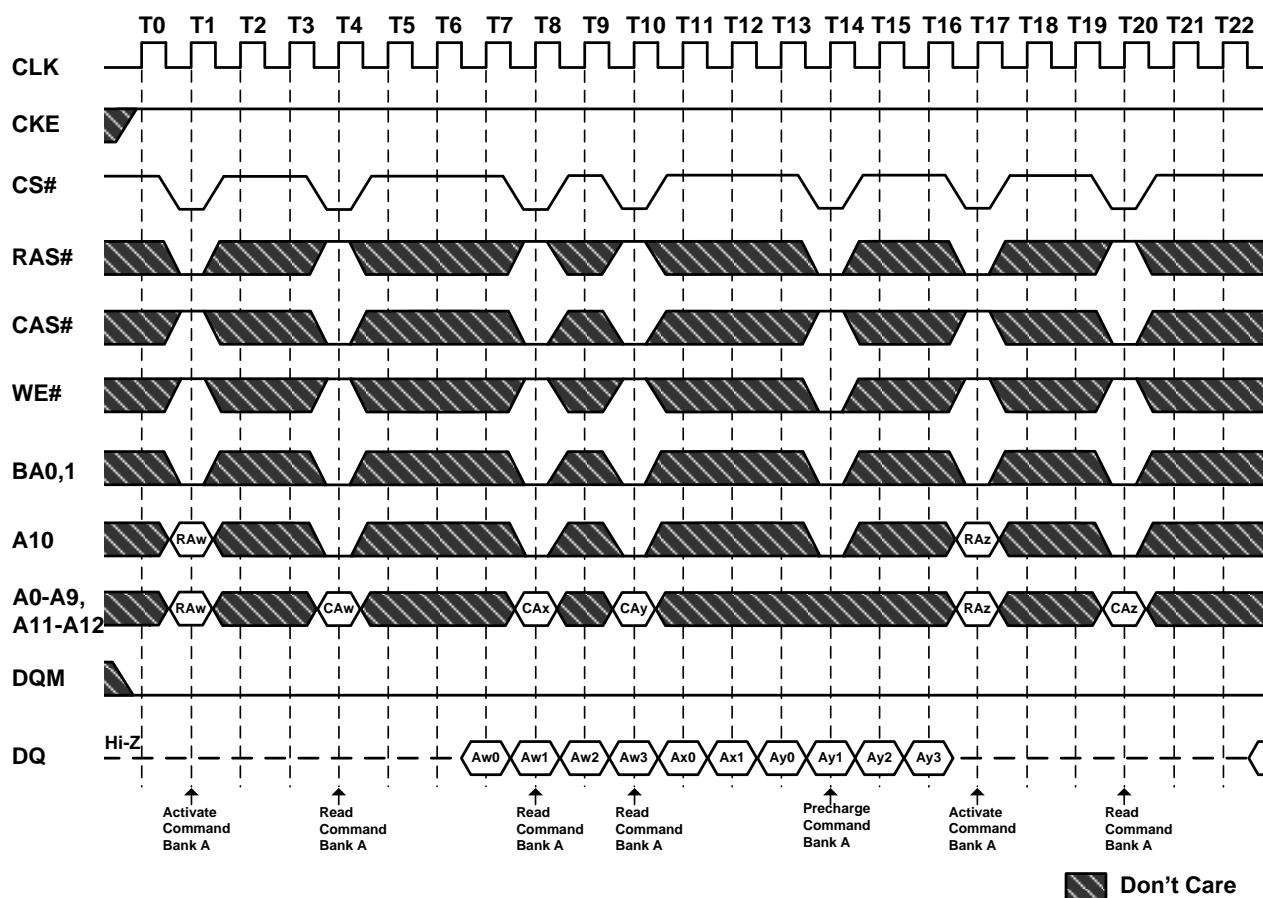 T0 T1 T2 T3 T4 T5 T6 T7 T8 T9 T10 T11 T12 T13 T14 T15 T16 T17 T18 T19 T20 T21 T22
CLK
CKE
CS#
RAS#
CAS#
WE#
BA0,1
A10
RAw RAz
A0-A9,
A11-A12
RAw CAw CAx CAy RAz CAz
DQM
Hi-Z
DQ
Aw0 Aw1 Aw2 Aw3 Ax0 Ax1 Ay0 Ay1 Ay2 Ay3
Activate
Command
Bank A
Read
Command
Bank A
Read
Command
Bank A
Read
Command
Bank A
Precharge
Command
Bank A
Activate
Command
Bank A
Read
Command
Bank A
Don't Care